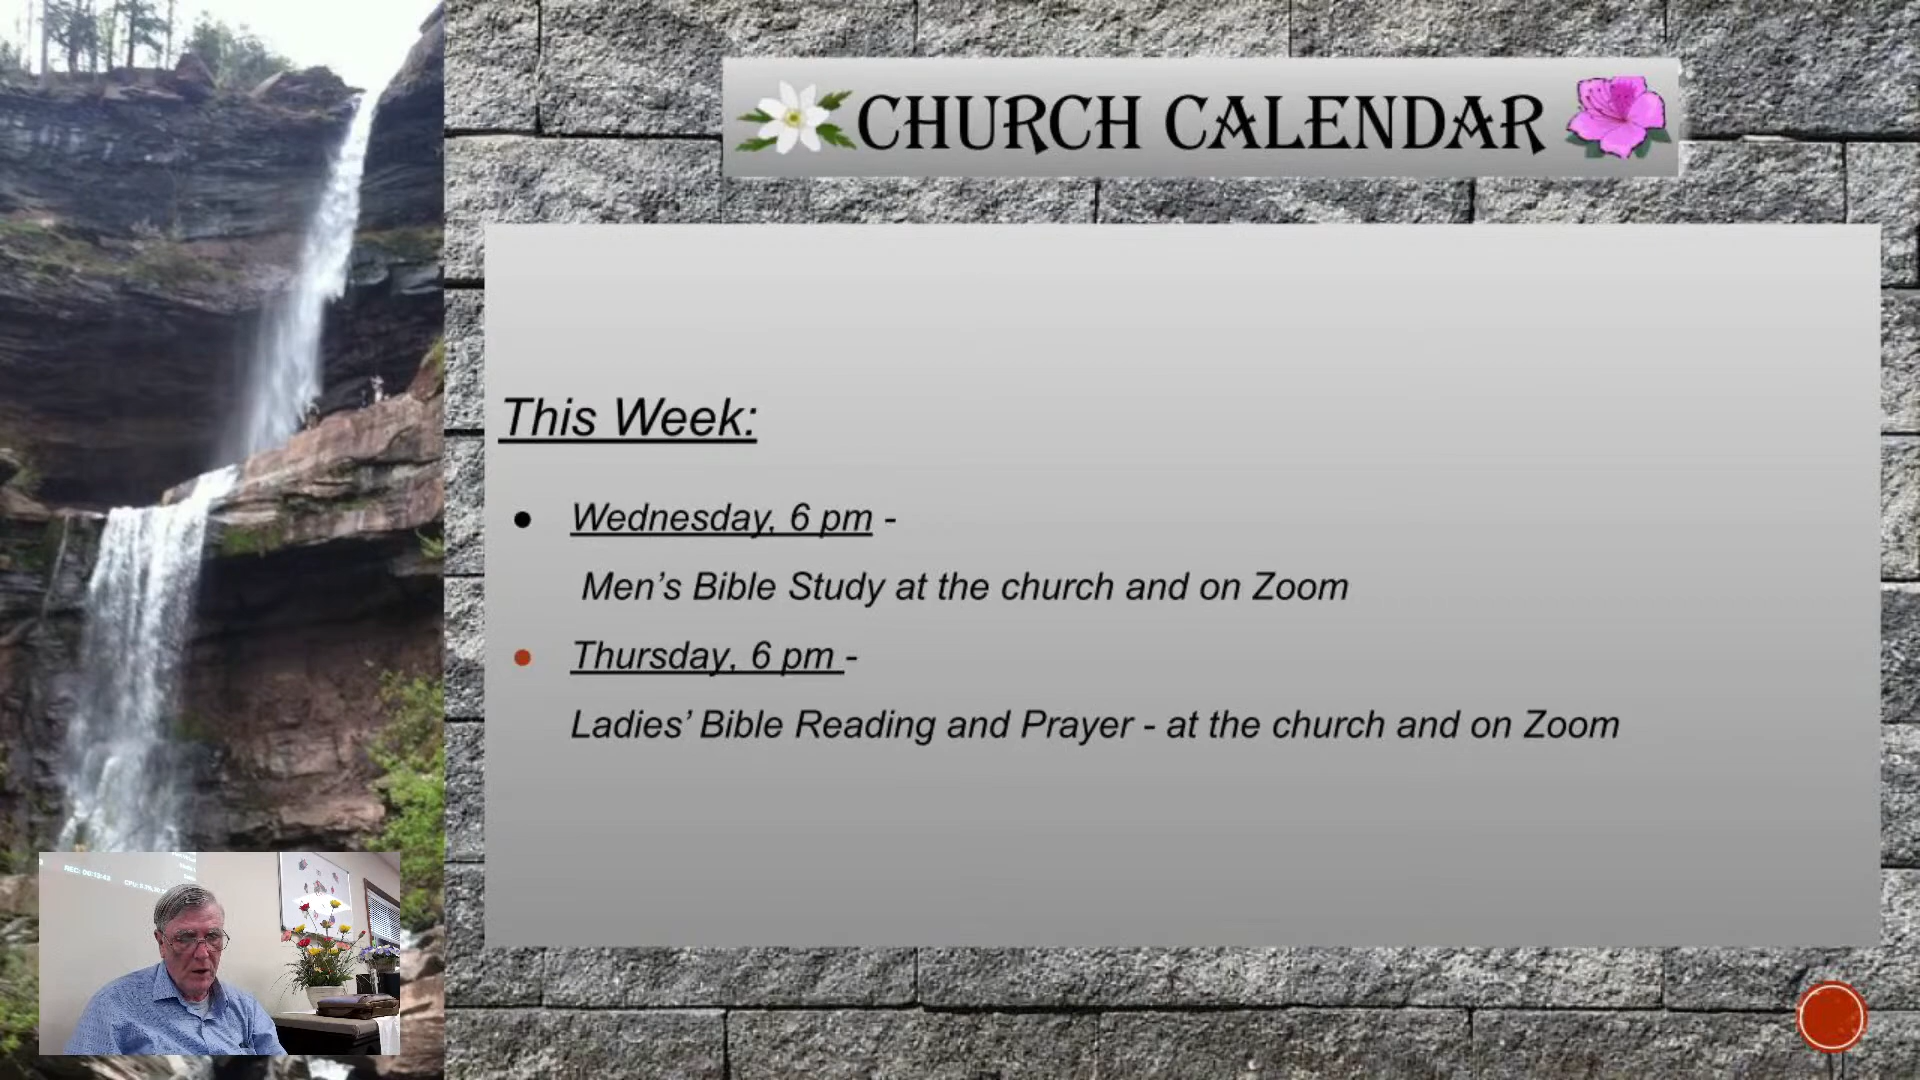 CHURCH CALENDAR
This Week:
● Wednesday, 6 pm -
Men's Bible Study at the church and on Zoom
● Thursday, 6 pm -
Ladies' Bible Reading and Prayer - at the church and on Zoom